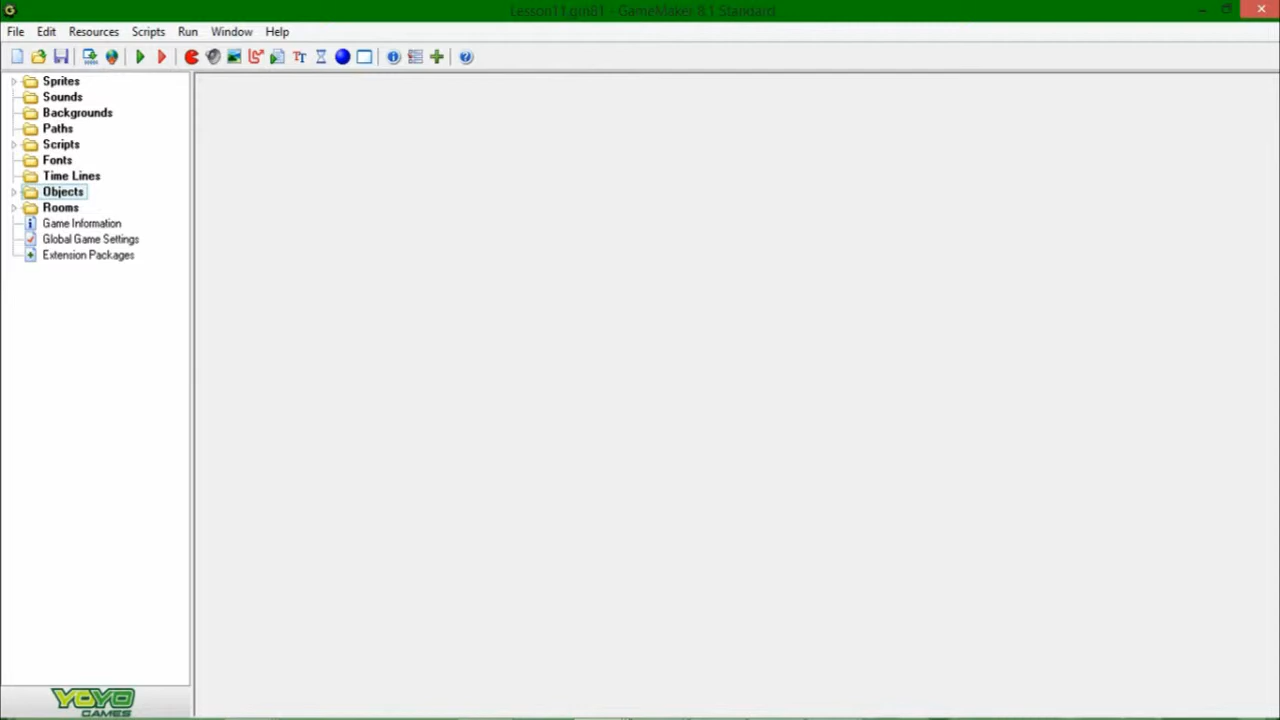 Lesson11.gm81 - GameMaker 8.1 Standard
File Edit Resources Scripts Run Window Help
Sprites
Sounds
Backgrounds
Paths
Scripts
Fonts
Time Lines
Objects
Rooms
Game Information
Global Game Settings
Extension Packages
YOYO
GAMES